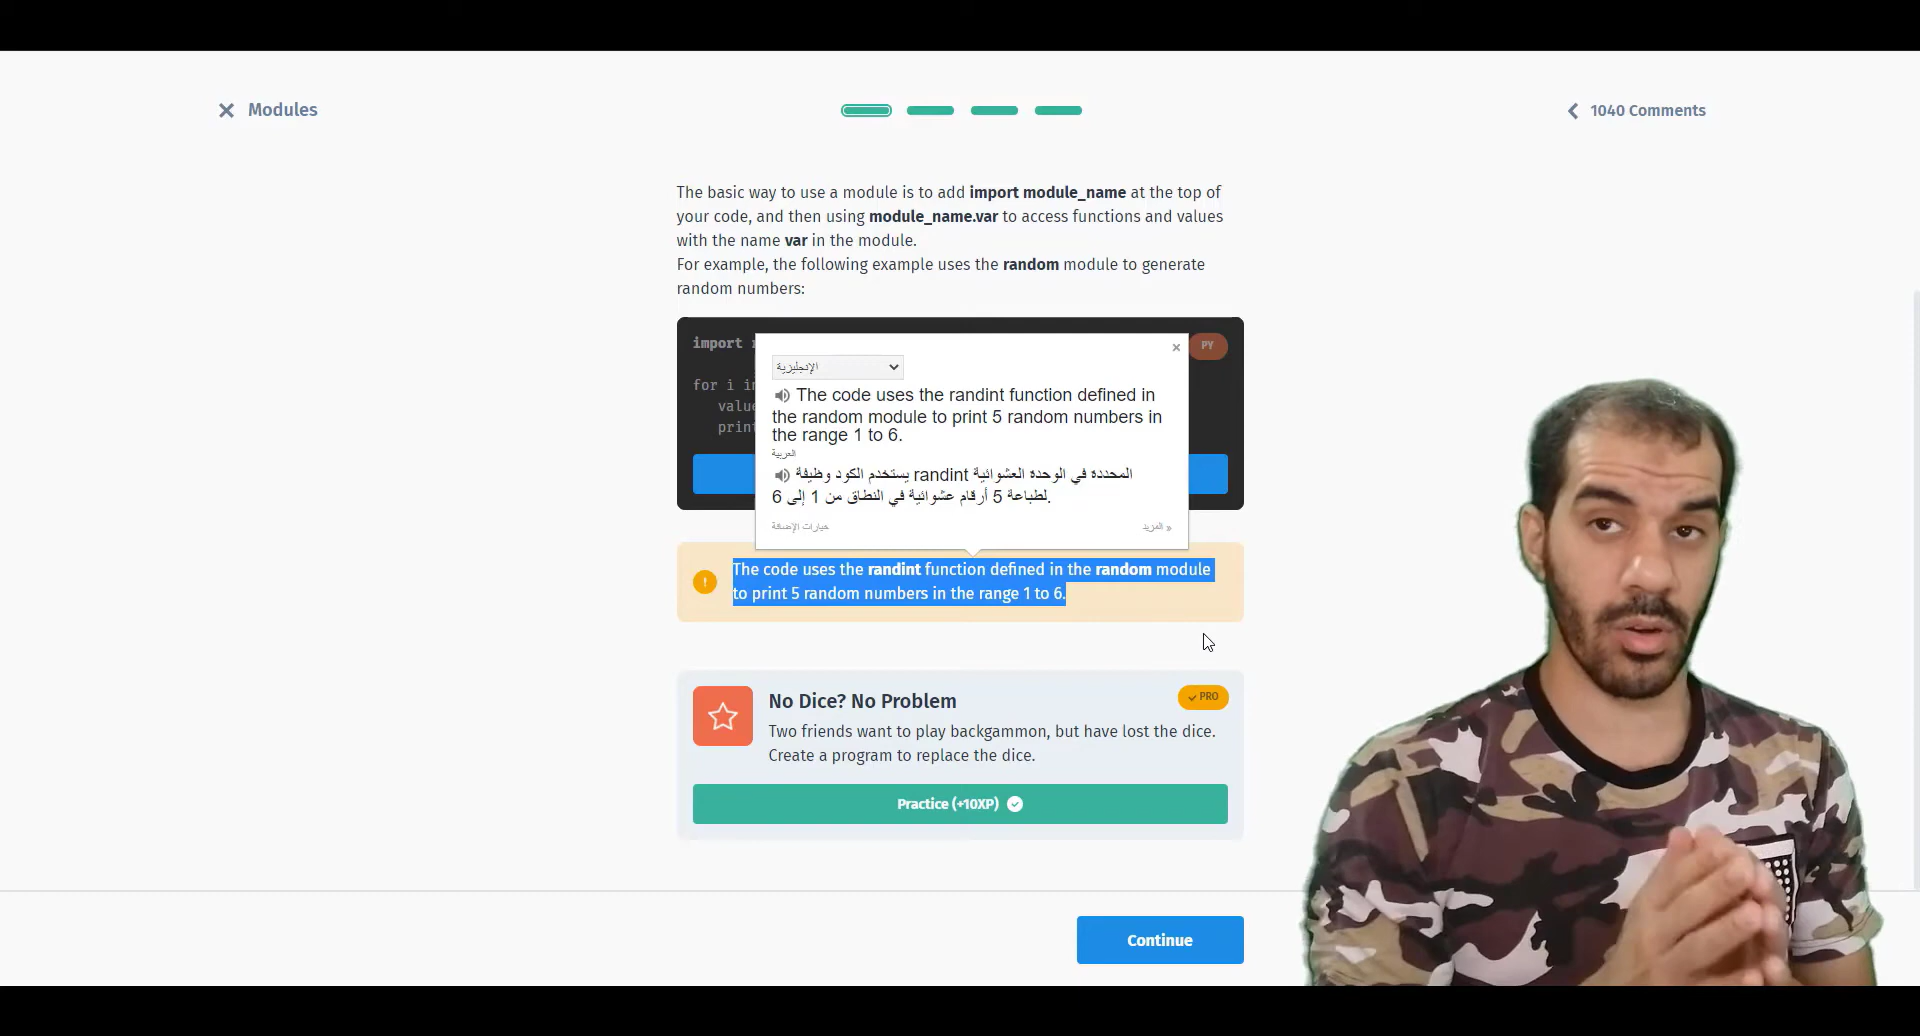 Modules
1040 Comments
The basic way to use a module is to add import module_name at the top of
your code, and then using module_name.var to access functions and values
with the name var in the module.
For example, the following example uses the random module to generate
random numbers:
import
PY
for i in
value
print
الإنجليزية
The code uses the randint function defined in
the random module to print 5 random numbers in
the range 1 to 6.
العربية
يستخدم الكود وظيفة randint المحددة في الوحدة العشوائية
لطباعة 5 أرقام عشوائية في النطاق من 1 إلى 6.
خيارات الإضافة
المزيد »
The code uses the randint function defined in the random module
to print 5 random numbers in the range 1 to 6.
No Dice? No Problem
PRO
Two friends want to play backgammon, but have lost the dice.
Create a program to replace the dice.
Practice (+10XP)
Continue